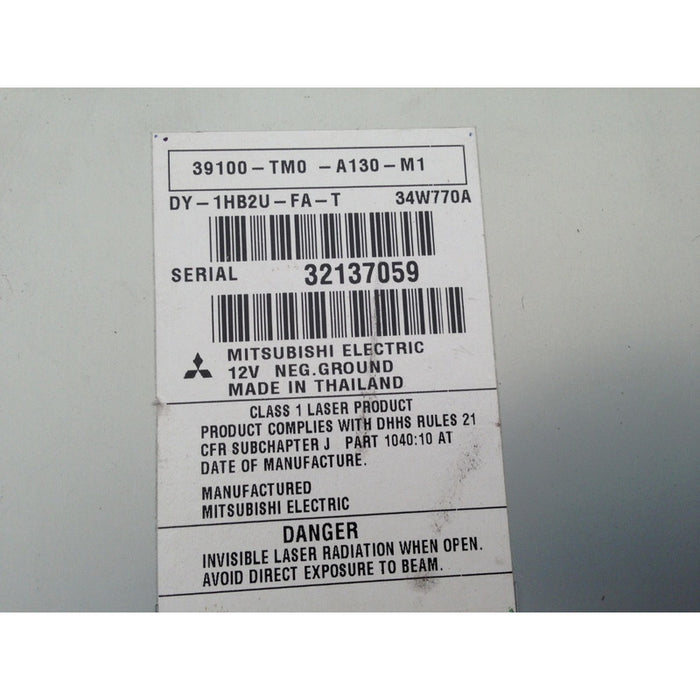 39100-TM0 -A130-M1
DY-1HB2U-FA-T 34W770A
SERIAL 32137059
MITSUBISHI ELECTRIC
12V NEG.GROUND
MADE IN THAILAND
CLASS 1 LASER PRODUCT
PRODUCT COMPLIES WITH DHHS RULES 21
CFR SUBCHAPTER J PART 1040:10 AT
DATE OF MANUFACTURE.
MANUFACTURED
MITSUBISHI ELECTRIC
DANGER
INVISIBLE LASER RADIATION WHEN OPEN.
AVOID DIRECT EXPOSURE TO BEAM.